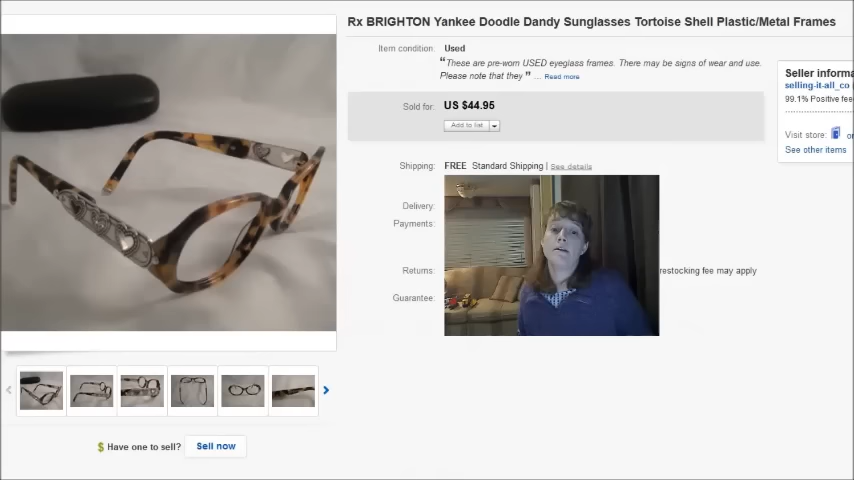 Rx BRIGHTON Yankee Doodle Dandy Sunglasses Tortoise Shell Plastic/Metal Frames
Item condition: Used
“These are pre-worn USED eyeglass frames. There may be signs of wear and use.
Please note that they ” ... Read more
Sold for: US $44.95
Add to list
Shipping: FREE Standard Shipping | See details
Delivery:
Payments:
Returns: restocking fee may apply
Guarantee:
Seller informa
selling-it-all_co
99.1% Positive fee
Visit store:
See other items
$ Have one to sell? Sell now